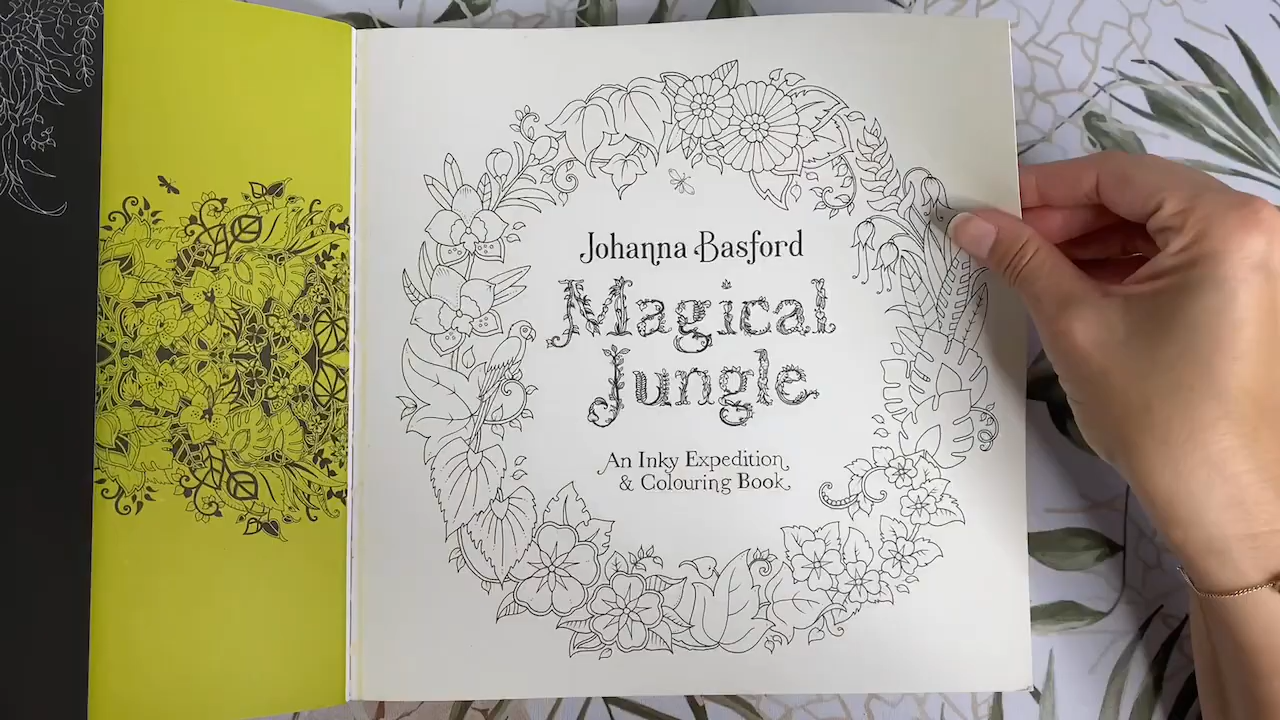 Johanna Basford
Magical
Jungle
An Inky Expedition
& Colouring Book